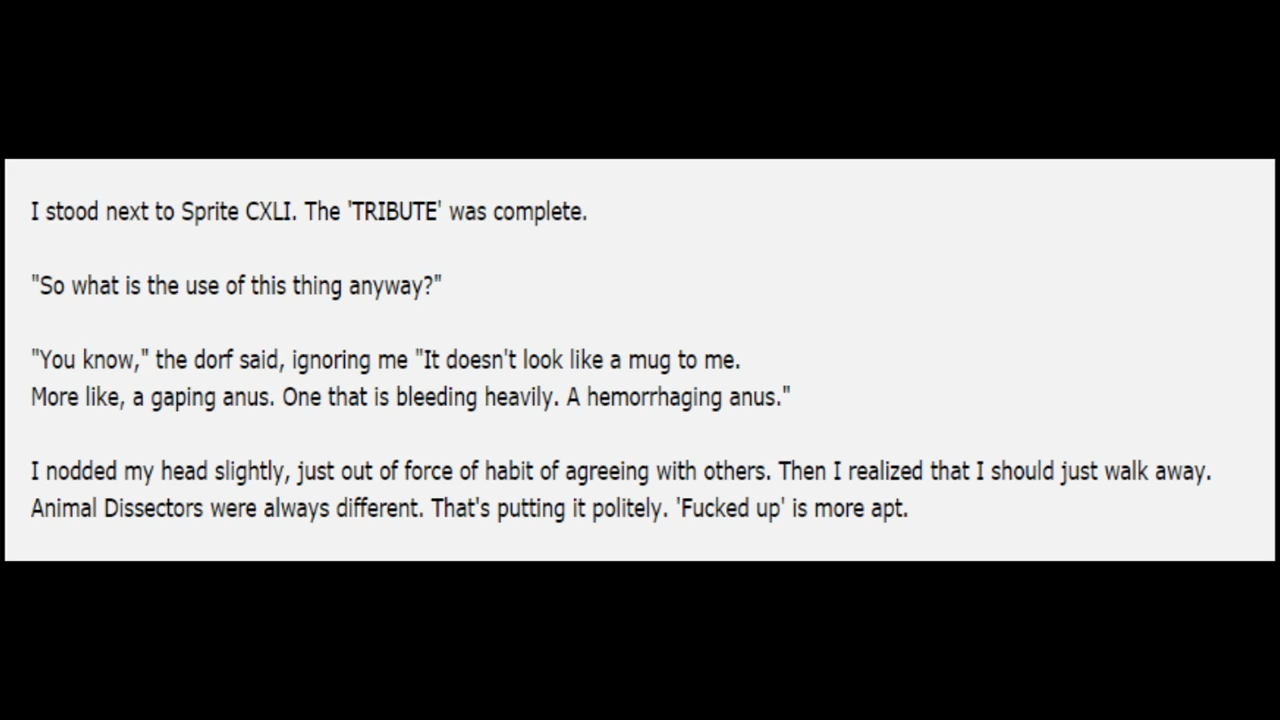 I stood next to Sprite CXLI. The 'TRIBUTE' was complete.
"So what is the use of this thing anyway?"
"You know," the dorf said, ignoring me "It doesn't look like a mug to me.
More like, a gaping anus. One that is bleeding heavily. A hemorrhaging anus."
I nodded my head slightly, just out of force of habit of agreeing with others. Then I realized that I should just walk away.
Animal Dissectors were always different. That's putting it politely. 'Fucked up' is more apt.